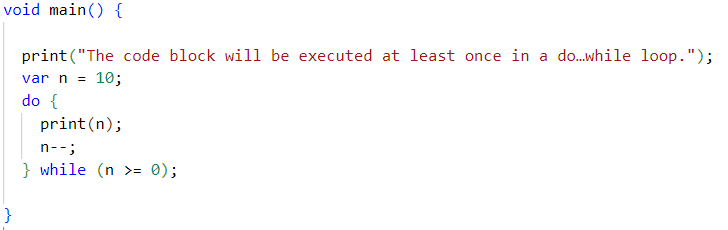 void main() {
print("The code block will be executed at least once in a do…while loop.");
var n = 10;
do {
print(n);
n--;
} while (n >= 0);
}